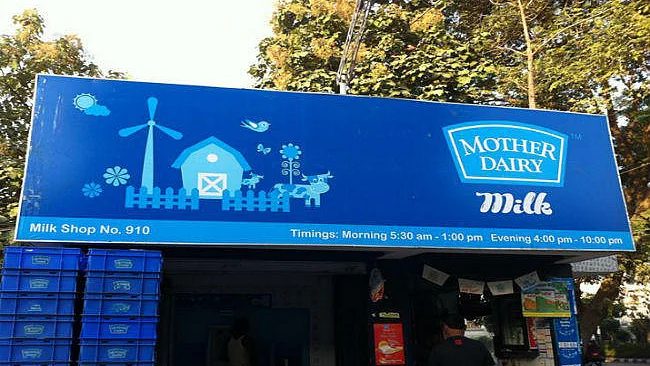 MOTHER
DAIRY
TM
Milk
Milk Shop No. 910
Timings: Morning 5:30 am - 1:00 pm Evening 4:00 pm - 10:00 pm